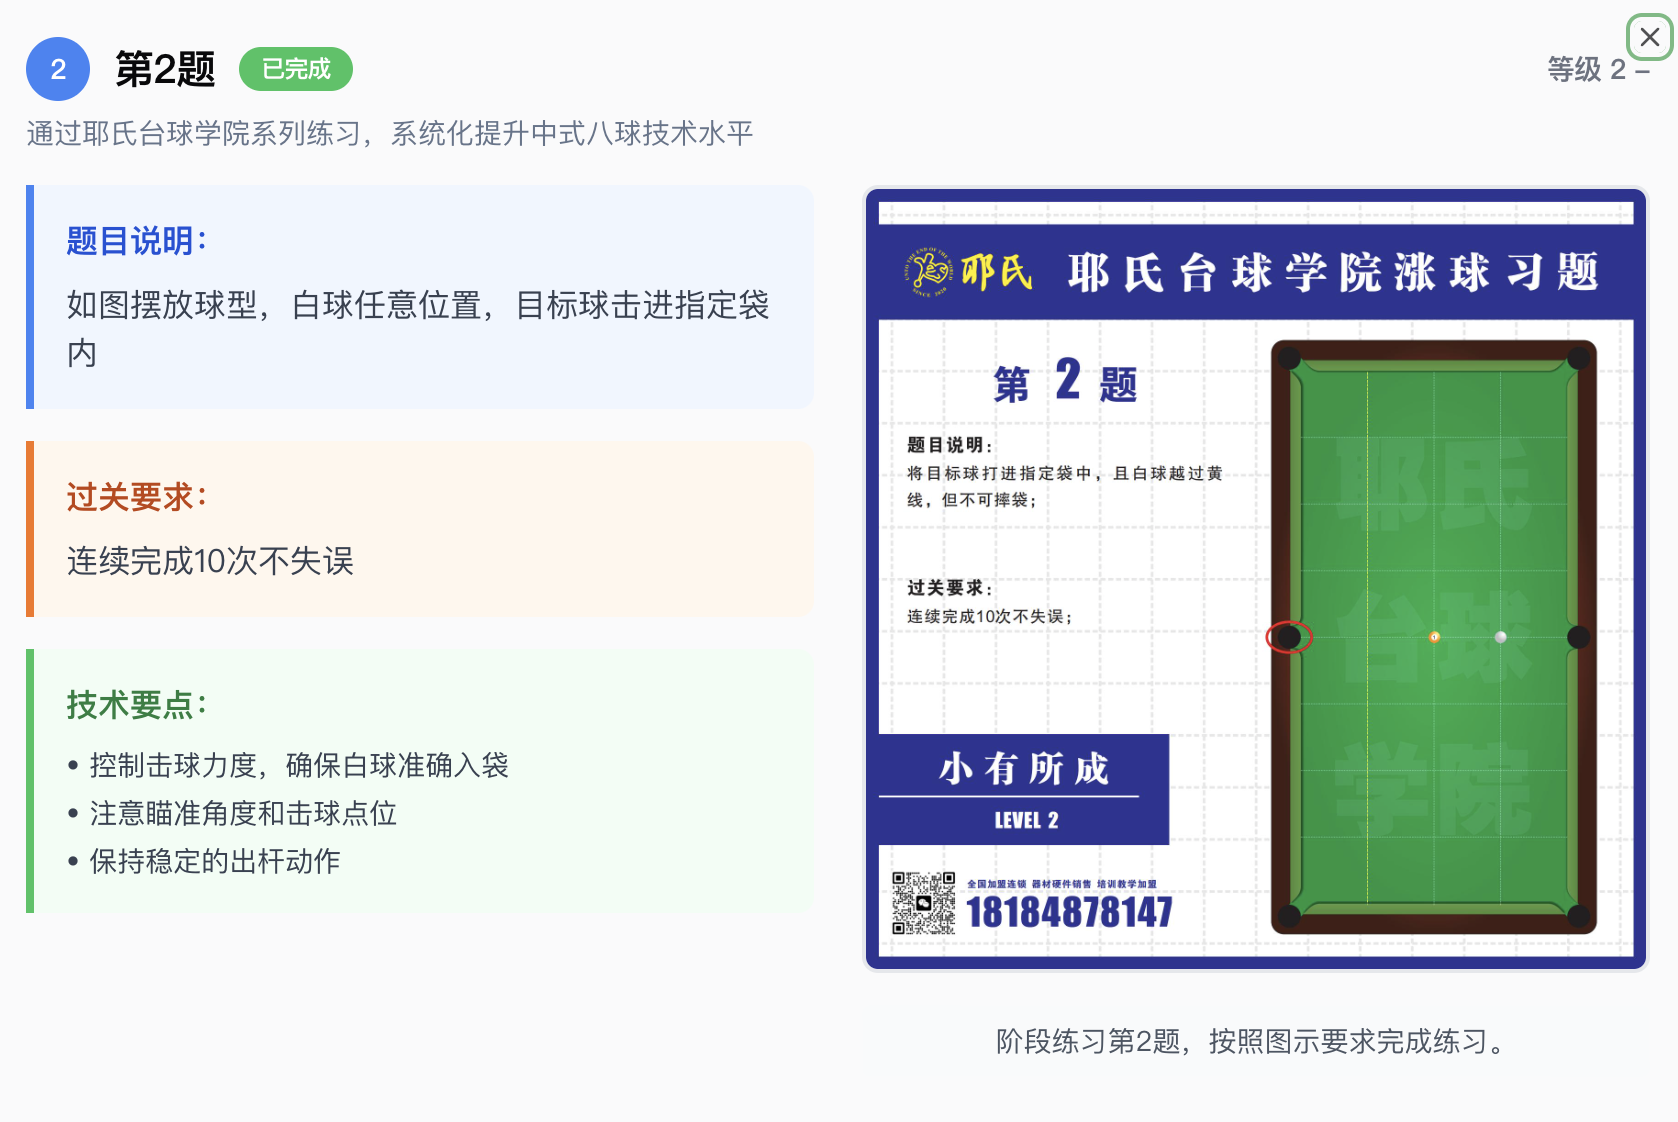 2
第2题
已完成
等级 2 –
通过耶氏台球学院系列练习，系统化提升中式八球技术水平
题目说明：
如图摆放球型，白球任意位置，目标球击进指定袋
内
过关要求：
连续完成10次不失误
技术要点：
• 控制击球力度，确保白球准确入袋
• 注意瞄准角度和击球点位
• 保持稳定的出杆动作
耶氏
耶氏台球学院涨球习题
第 2 题
题目说明：
将目标球打进指定袋中，且白球越过黄
线，但不可摔袋；
过关要求：
连续完成10次不失误；
小有所成
LEVEL 2
全国加盟连锁 器材硬件销售 培训教学加盟
18184878147
耶氏
台球
学院
阶段练习第2题，按照图示要求完成练习。